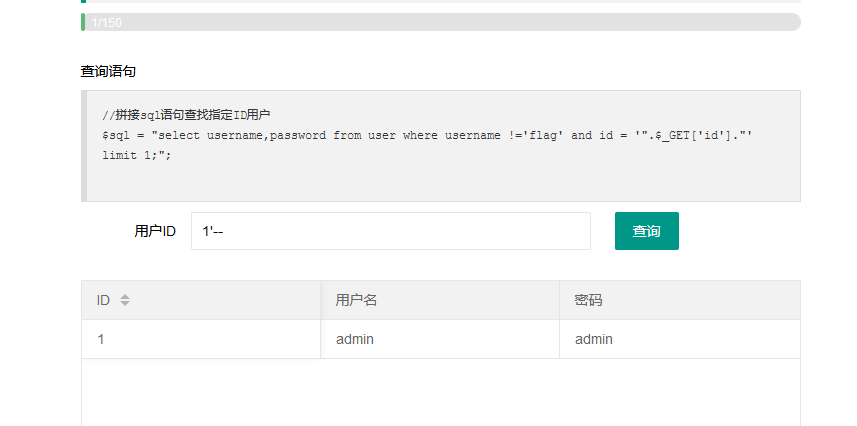 1/150
查询语句
//拼接sql语句查找指定ID用户
$sql = "select username,password from user where username !='flag' and id = '".$_GET['id']."'
limit 1;";
用户ID 1'-- 查询
ID 用户名 密码
1 admin admin